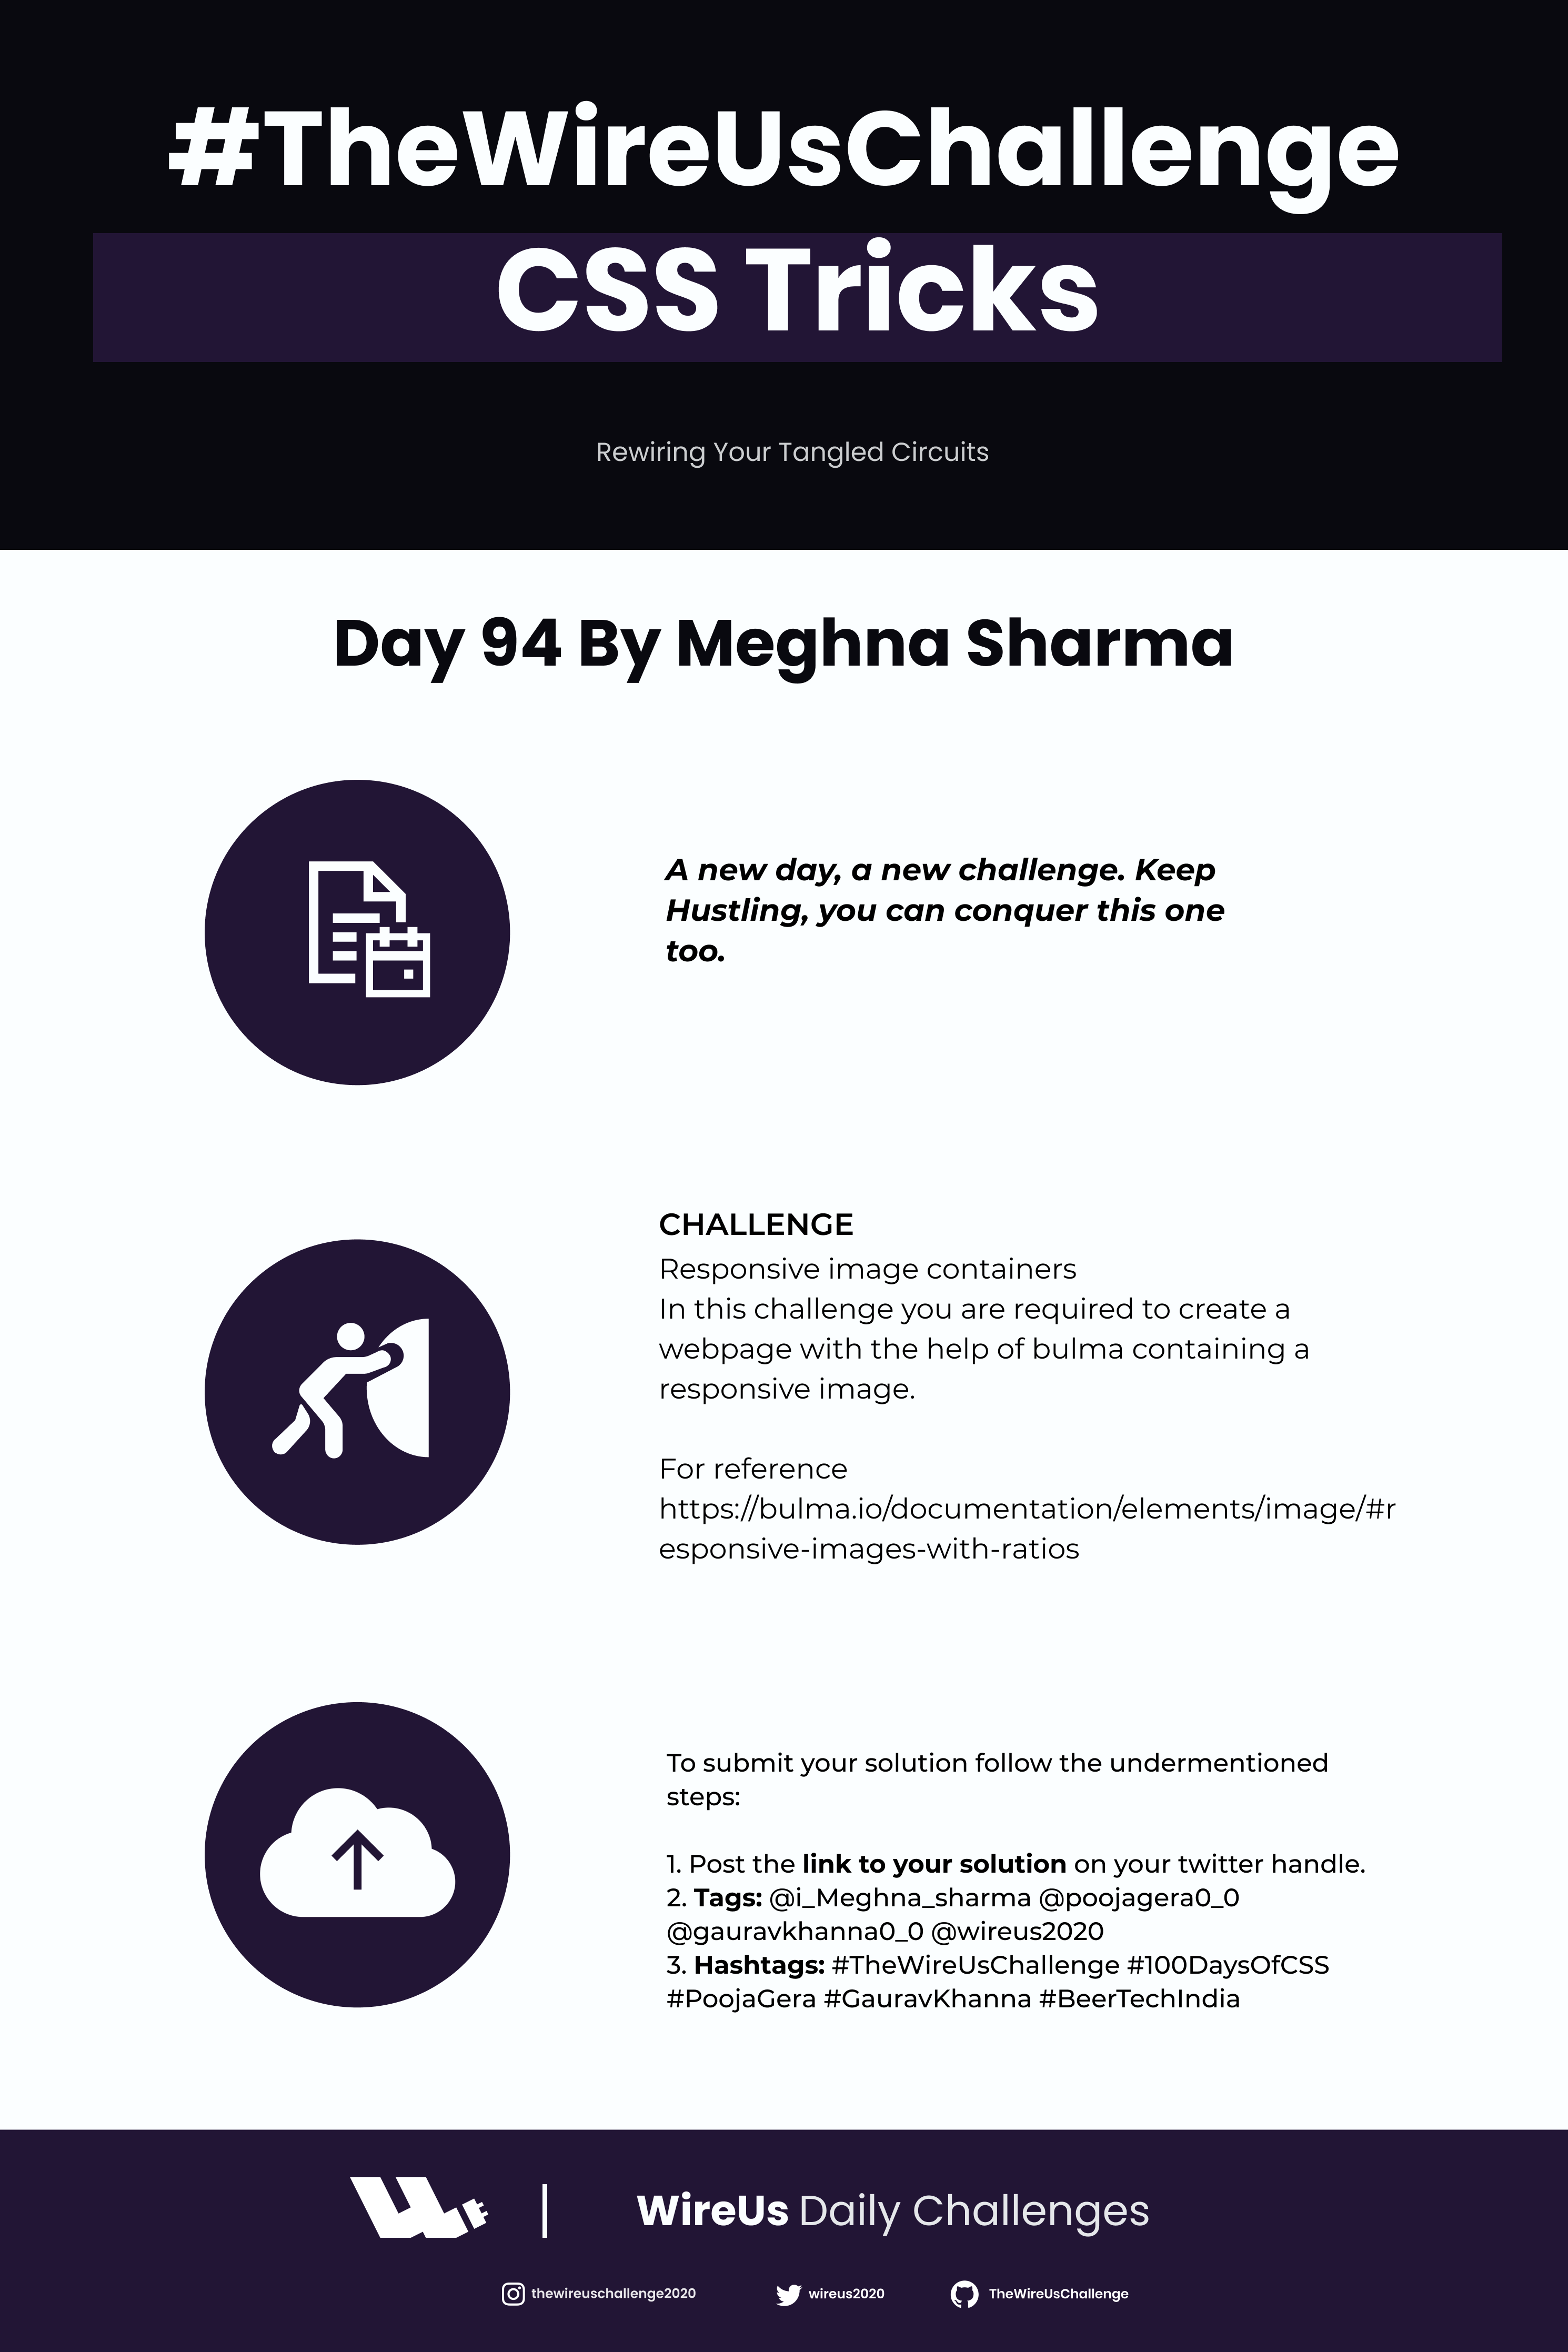 #TheWireUsChallenge
CSS Tricks
Rewiring Your Tangled Circuits
Day 94 By Meghna Sharma
A new day, a new challenge. Keep
Hustling, you can conquer this one
too.
CHALLENGE
Responsive image containers
In this challenge you are required to create a
webpage with the help of bulma containing a
responsive image.
For reference
https://bulma.io/documentation/elements/image/#r
esponsive-images-with-ratios
To submit your solution follow the undermentioned
steps:
1. Post the link to your solution on your twitter handle.
2. Tags: @i_Meghna_sharma @poojagera0_0
@gauravkhanna0_0 @wireus2020
3. Hashtags: #TheWireUsChallenge #100DaysOfCSS
#PoojaGera #GauravKhanna #BeerTechIndia
WireUs Daily Challenges
thewireuschallenge2020 wireus2020 TheWireUsChallenge